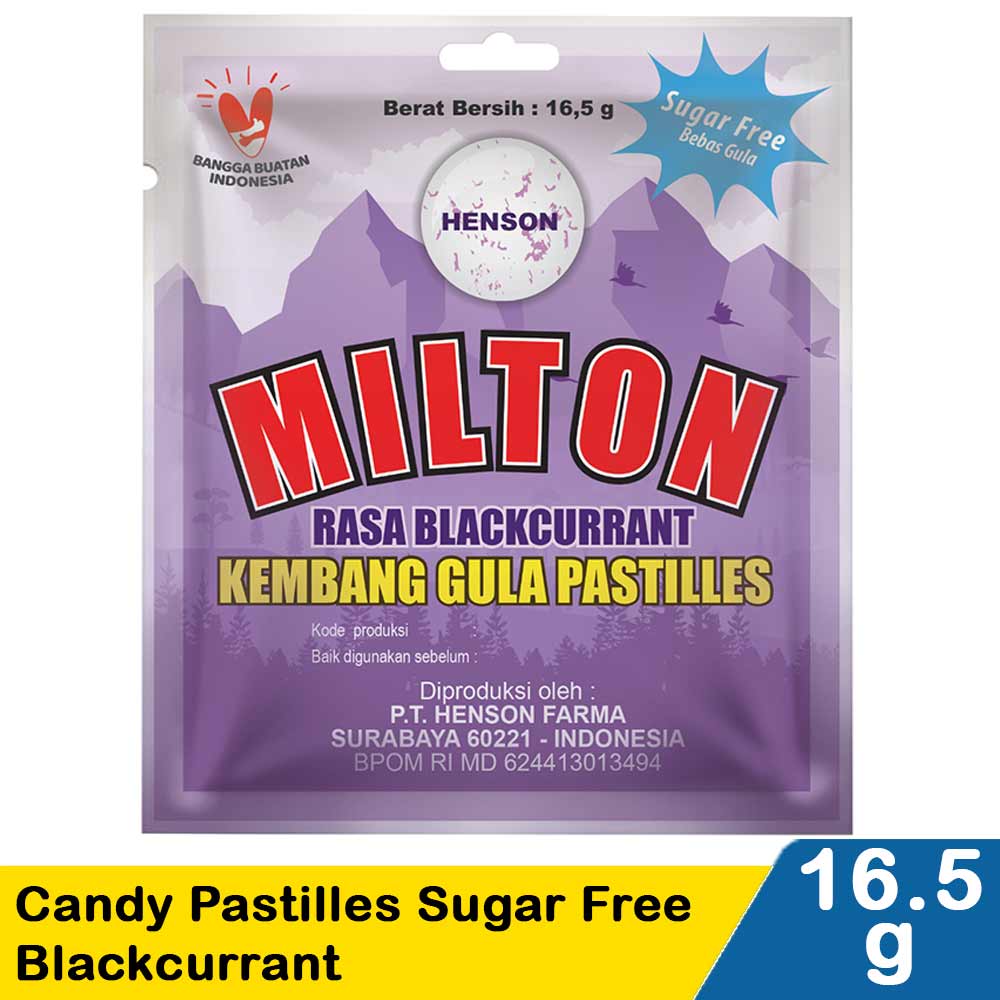 Berat Bersih : 16,5 g
Sugar Free
Bebas Gula
BANGGA BUATAN
INDONESIA
HENSON
MILTON
RASA BLACKCURRANT
KEMBANG GULA PASTILLES
Kode produksi :
Baik digunakan sebelum :
Diproduksi oleh :
P.T. HENSON FARMA
SURABAYA 60221 - INDONESIA
BPOM RI MD 624413013494
Candy Pastilles Sugar Free
Blackcurrant
16.5
g